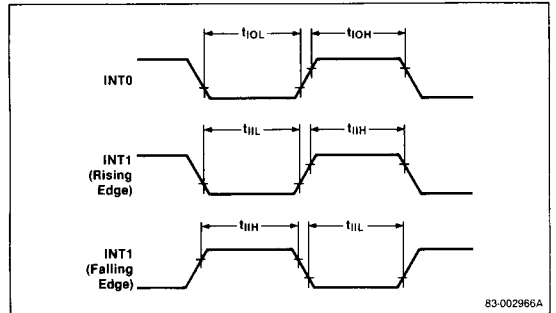 tIOL
tIOH
INT0
tIIL
tIIH
INT1
(Rising
Edge)
tIIH
tIIL
INT1
(Falling
Edge)
83-002966A